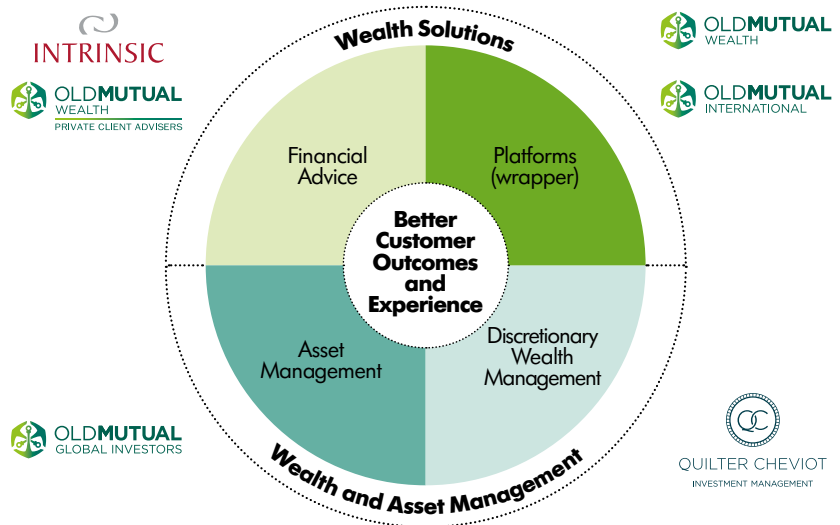 Wealth Solutions
INTRINSIC
OLDMUTUAL
WEALTH
PRIVATE CLIENT ADVISERS
OLDMUTUAL
WEALTH
OLDMUTUAL
INTERNATIONAL
Financial
Advice
Platforms
(wrapper)
Better
Customer
Outcomes
and
Experience
Asset
Management
Discretionary
Wealth
Management
OLDMUTUAL
GLOBAL INVESTORS
QC
QUILTER CHEVIOT
INVESTMENT MANAGEMENT
Wealth and Asset Management